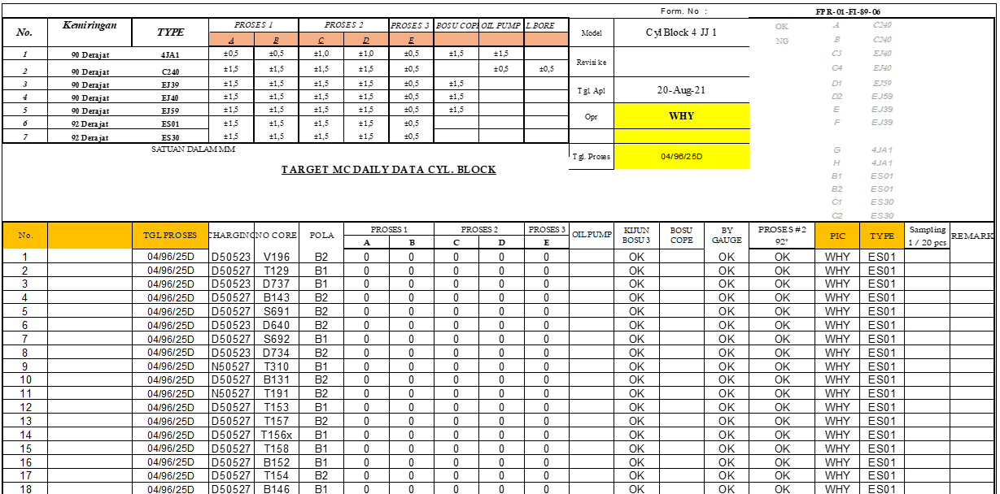 Form. No :    FPR-01-FI-89-06
No.    Kemiringan    TYPE    PROSES 1    PROSES 2    PROSES 3    BOSU COPE    OIL PUMP    L.BORE
A    B    C    D    E
1    90 Derajat    4JA1    ±0,5    ±0,5    ±1,0    ±1,0    ±0,5    ±1,5    ±1,5
2    90 Derajat    C240    ±1,5    ±1,5    ±1,5    ±1,5    ±0,5    ±0,5    ±0,5
3    90 Derajat    EJ39    ±1,5    ±1,5    ±1,5    ±1,5    ±0,5    ±1,5
4    90 Derajat    EJ40    ±1,5    ±1,5    ±1,5    ±1,5    ±0,5    ±1,5
5    90 Derajat    EJ59    ±1,5    ±1,5    ±1,5    ±1,5    ±0,5    ±1,5
6    92 Derajat    ES01    ±1,5    ±1,5    ±1,5    ±1,5    ±0,5
7    92 Derajat    ES30    ±1,5    ±1,5    ±1,5    ±1,5    ±0,5
SATUAN DALAM MM
Model    Cyl Block 4 JJ 1
Revisi ke
Tgl. Apl    20-Aug-21
Opr    WHY
Tgl. Proses    04/96/25D
OK    A    C240
NG    B    C240
C3    EJ40
C4    EJ40
D1    EJ59
D2    EJ59
E    EJ39
F    EJ39
G    4JA1
H    4JA1
B1    ES01
B2    ES01
C1    ES30
C2    ES30
TARGET MC DAILY DATA CYL. BLOCK
No.    TGL PROSES    CHARGING    NO CORE    POLA    PROSES 1    PROSES 2    PROSES 3    OIL PUMP    KIJUN BOSU 3    BOSU COPE    BY GAUGE    PROSES #2 92°    PIC    TYPE    Sampling 1 / 20 pcs    REMARK
A    B    C    D    E
1    04/96/25D    D50523    V196    B2    0    0    0    0    0    OK    OK    OK    WHY    ES01
2    04/96/25D    D50527    T129    B1    0    0    0    0    0    OK    OK    OK    WHY    ES01
3    04/96/25D    D50523    D737    B1    0    0    0    0    0    OK    OK    OK    WHY    ES01
4    04/96/25D    D50527    B143    B2    0    0    0    0    0    OK    OK    OK    WHY    ES01
5    04/96/25D    D50527    S691    B2    0    0    0    0    0    OK    OK    OK    WHY    ES01
6    04/96/25D    D50523    D640    B2    0    0    0    0    0    OK    OK    OK    WHY    ES01
7    04/96/25D    D50527    S692    B1    0    0    0    0    0    OK    OK    OK    WHY    ES01
8    04/96/25D    D50523    D734    B2    0    0    0    0    0    OK    OK    OK    WHY    ES01
9    04/96/25D    N50527    T310    B1    0    0    0    0    0    OK    OK    OK    WHY    ES01
10    04/96/25D    D50527    B131    B2    0    0    0    0    0    OK    OK    OK    WHY    ES01
11    04/96/25D    N50527    T191    B2    0    0    0    0    0    OK    OK    OK    WHY    ES01
12    04/96/25D    D50527    T153    B1    0    0    0    0    0    OK    OK    OK    WHY    ES01
13    04/96/25D    D50527    T157    B2    0    0    0    0    0    OK    OK    OK    WHY    ES01
14    04/96/25D    D50527    T156x    B1    0    0    0    0    0    OK    OK    OK    WHY    ES01
15    04/96/25D    D50527    T158    B1    0    0    0    0    0    OK    OK    OK    WHY    ES01
16    04/96/25D    D50527    B152    B1    0    0    0    0    0    OK    OK    OK    WHY    ES01
17    04/96/25D    D50527    T154    B2    0    0    0    0    0    OK    OK    OK    WHY    ES01
18    04/96/25D    D50527    B146    B1    0    0    0    0    0    OK    OK    OK    WHY    ES01